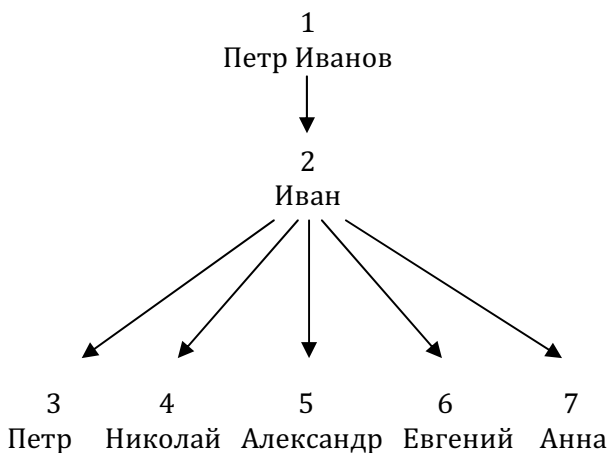 1
Петр Иванов
2
Иван
3 4 5 6 7
Петр Николай Александр Евгений Анна